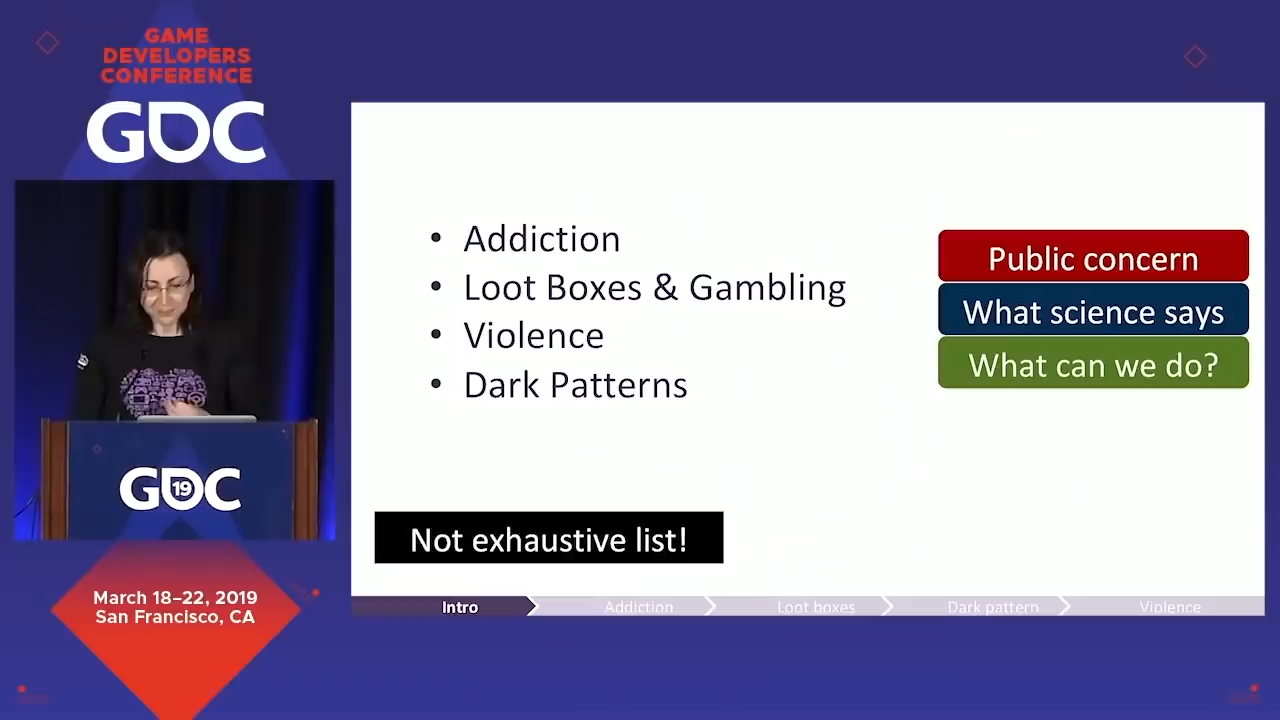 GAME
DEVELOPERS
CONFERENCE
GDC
• Addiction
• Loot Boxes & Gambling
• Violence
• Dark Patterns
Public concern
What science says
What can we do?
Not exhaustive list!
Intro
Addiction
Loot boxes
Dark pattern
Violence
GDC
19
March 18–22, 2019
San Francisco, CA